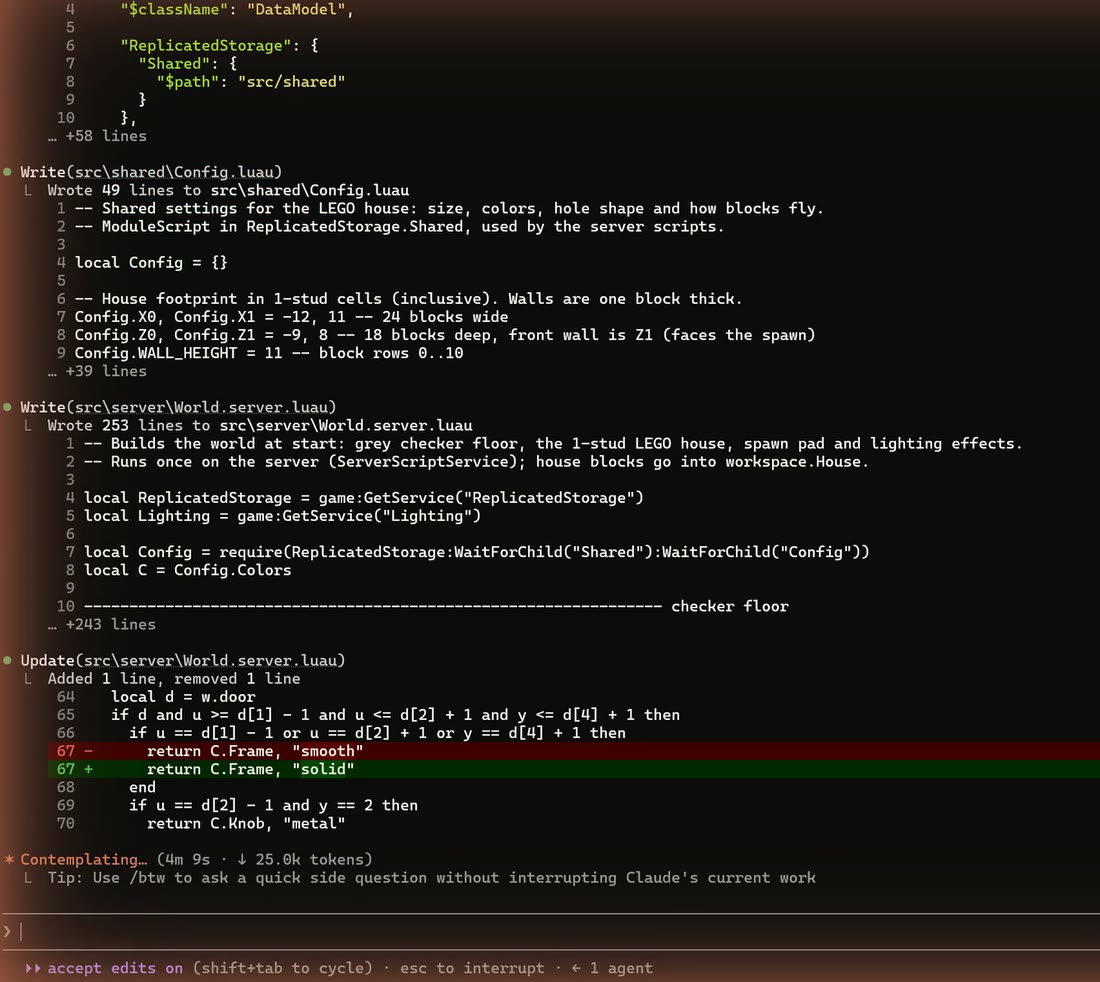 4     "$className": "DataModel",
5
6     "ReplicatedStorage": {
7       "Shared": {
8         "$path": "src/shared"
9       }
10     },
… +58 lines
● Write(src\shared\Config.luau)
└ Wrote 49 lines to src\shared\Config.luau
1 -- Shared settings for the LEGO house: size, colors, hole shape and how blocks fly.
2 -- ModuleScript in ReplicatedStorage.Shared, used by the server scripts.
3
4 local Config = {}
5
6 -- House footprint in 1-stud cells (inclusive). Walls are one block thick.
7 Config.X0, Config.X1 = -12, 11 -- 24 blocks wide
8 Config.Z0, Config.Z1 = -9, 8 -- 18 blocks deep, front wall is Z1 (faces the spawn)
9 Config.WALL_HEIGHT = 11 -- block rows 0..10
… +39 lines
● Write(src\server\World.server.luau)
└ Wrote 253 lines to src\server\World.server.luau
1 -- Builds the world at start: grey checker floor, the 1-stud LEGO house, spawn pad and lighting effects.
2 -- Runs once on the server (ServerScriptService); house blocks go into workspace.House.
3
4 local ReplicatedStorage = game:GetService("ReplicatedStorage")
5 local Lighting = game:GetService("Lighting")
6
7 local Config = require(ReplicatedStorage:WaitForChild("Shared"):WaitForChild("Config"))
8 local C = Config.Colors
9
10 ---------------------------------------------------------------- checker floor
… +243 lines
● Update(src\server\World.server.luau)
└ Added 1 line, removed 1 line
64    local d = w.door
65    if d and u >= d[1] - 1 and u <= d[2] + 1 and y <= d[4] + 1 then
66      if u == d[1] - 1 or u == d[2] + 1 or y == d[4] + 1 then
67 -      return C.Frame, "smooth"
67 +      return C.Frame, "solid"
68      end
69      if u == d[2] - 1 and y == 2 then
70        return C.Knob, "metal"
✶ Contemplating… (4m 9s · ↓ 25.0k tokens)
└ Tip: Use /btw to ask a quick side question without interrupting Claude's current work
❯
⏵⏵ accept edits on (shift+tab to cycle) · esc to interrupt · ← 1 agent